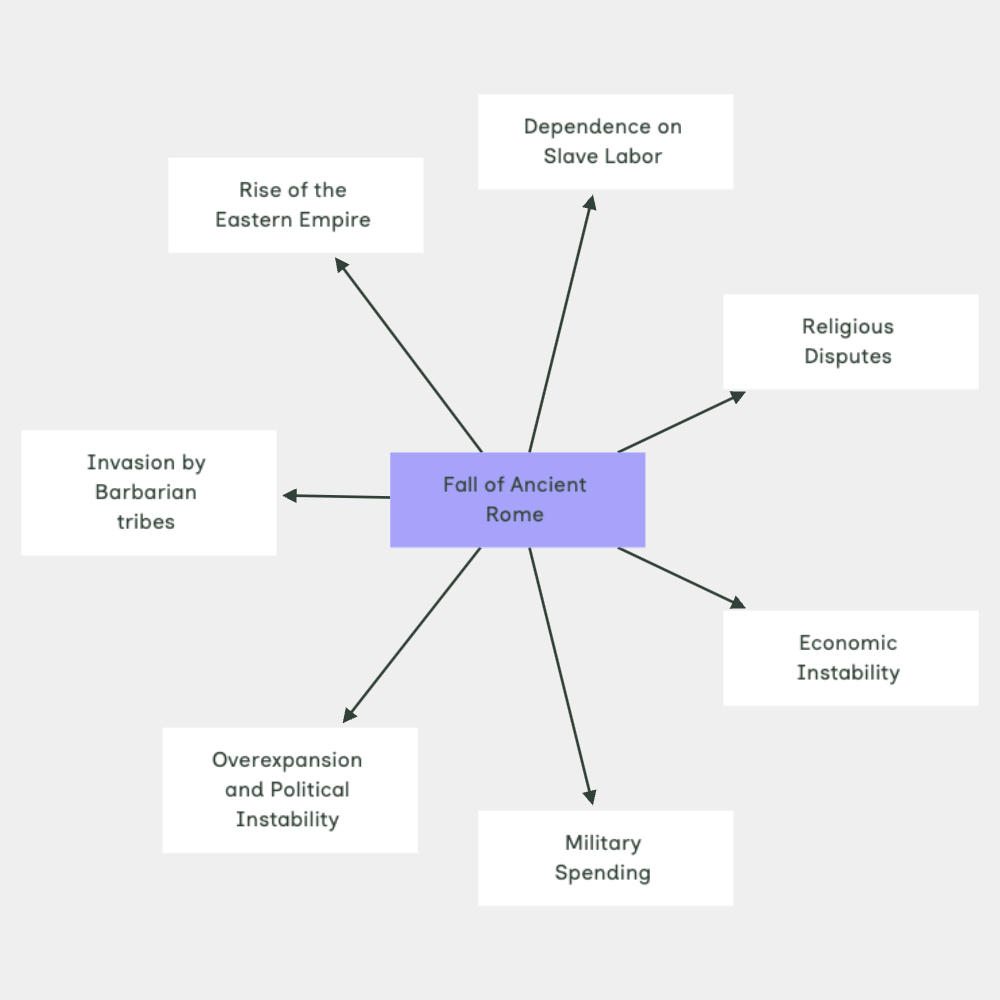 Dependence on
Slave Labor
Rise of the
Eastern Empire
Religious
Disputes
Invasion by
Barbarian
tribes
Fall of Ancient
Rome
Economic
Instability
Overexpansion
and Political
Instability
Military
Spending